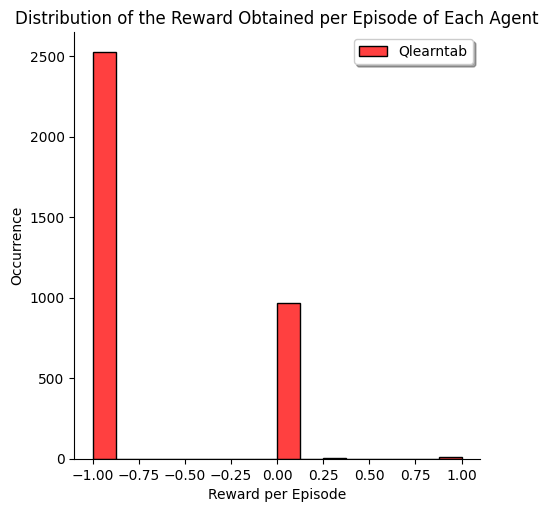 Distribution of the Reward Obtained per Episode of Each Agent
Qlearntab
2500
2000
1500
1000
500
0
Occurrence
−1.00 −0.75 −0.50 −0.25 0.00 0.25 0.50 0.75 1.00
Reward per Episode